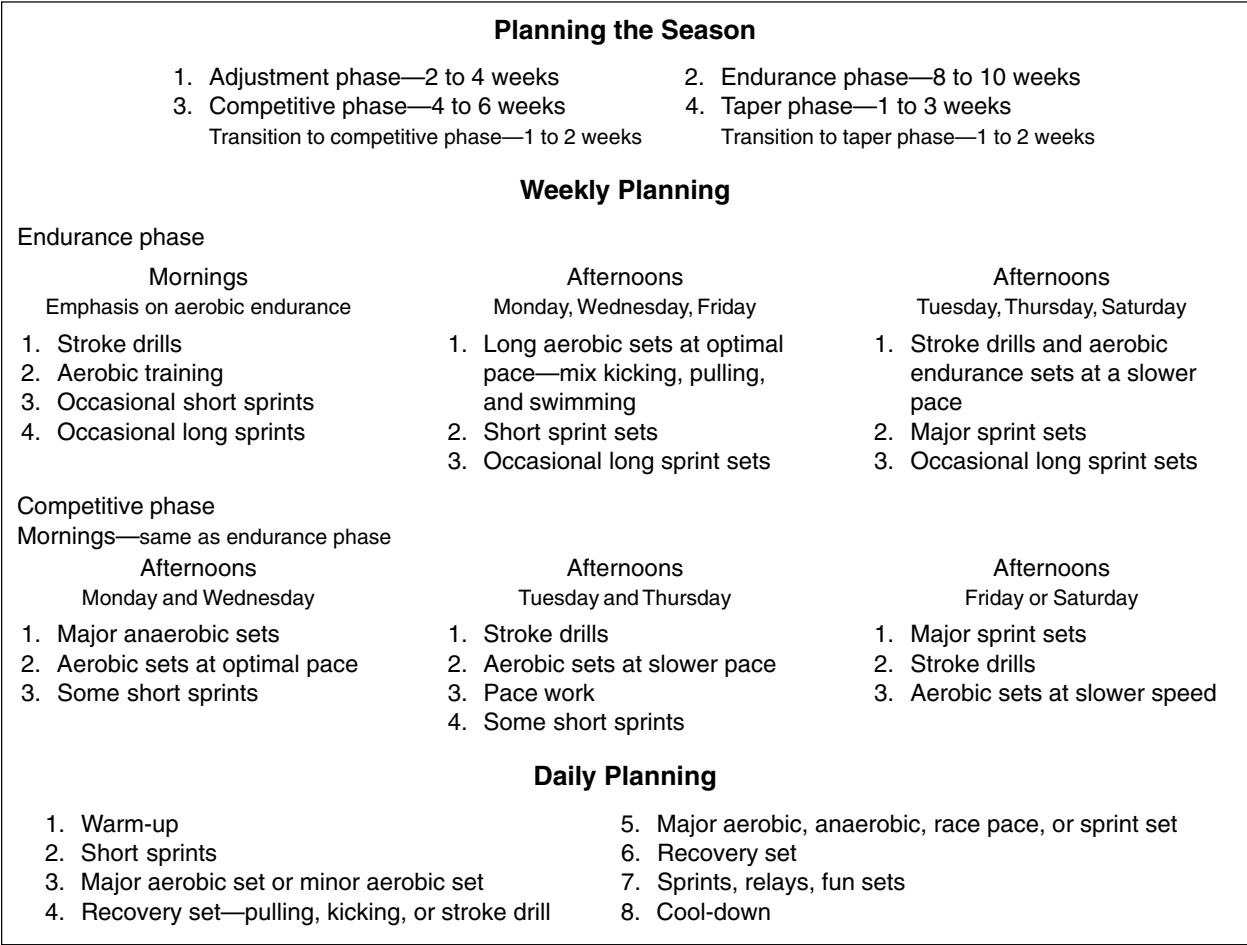 Planning the Season
1. Adjustment phase—2 to 4 weeks
2. Endurance phase—8 to 10 weeks
3. Competitive phase—4 to 6 weeks
Transition to competitive phase—1 to 2 weeks
4. Taper phase—1 to 3 weeks
Transition to taper phase—1 to 2 weeks
Weekly Planning
Endurance phase
Mornings
Emphasis on aerobic endurance
1. Stroke drills
2. Aerobic training
3. Occasional short sprints
4. Occasional long sprints
Afternoons
Monday, Wednesday, Friday
1. Long aerobic sets at optimal
pace—mix kicking, pulling,
and swimming
2. Short sprint sets
3. Occasional long sprint sets
Afternoons
Tuesday, Thursday, Saturday
1. Stroke drills and aerobic
endurance sets at a slower
pace
2. Major sprint sets
3. Occasional long sprint sets
Competitive phase
Mornings—same as endurance phase
Afternoons
Monday and Wednesday
1. Major anaerobic sets
2. Aerobic sets at optimal pace
3. Some short sprints
Afternoons
Tuesday and Thursday
1. Stroke drills
2. Aerobic sets at slower pace
3. Pace work
4. Some short sprints
Afternoons
Friday or Saturday
1. Major sprint sets
2. Stroke drills
3. Aerobic sets at slower speed
Daily Planning
1. Warm-up
2. Short sprints
3. Major aerobic set or minor aerobic set
4. Recovery set—pulling, kicking, or stroke drill
5. Major aerobic, anaerobic, race pace, or sprint set
6. Recovery set
7. Sprints, relays, fun sets
8. Cool-down